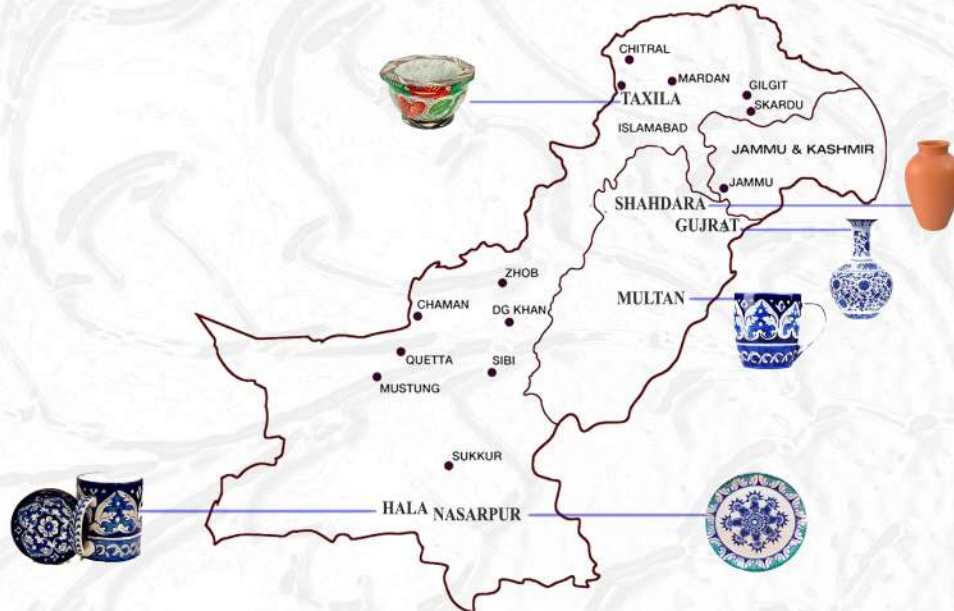 CHITRAL
MARDAN
GILGIT
TAXILA
SKARDU
ISLAMABAD
JAMMU & KASHMIR
JAMMU
SHAHDARA
GUJRAT
ZHOB
MULTAN
CHAMAN
DG KHAN
QUETTA
SIBI
MUSTUNG
SUKKUR
HALA
NASARPUR